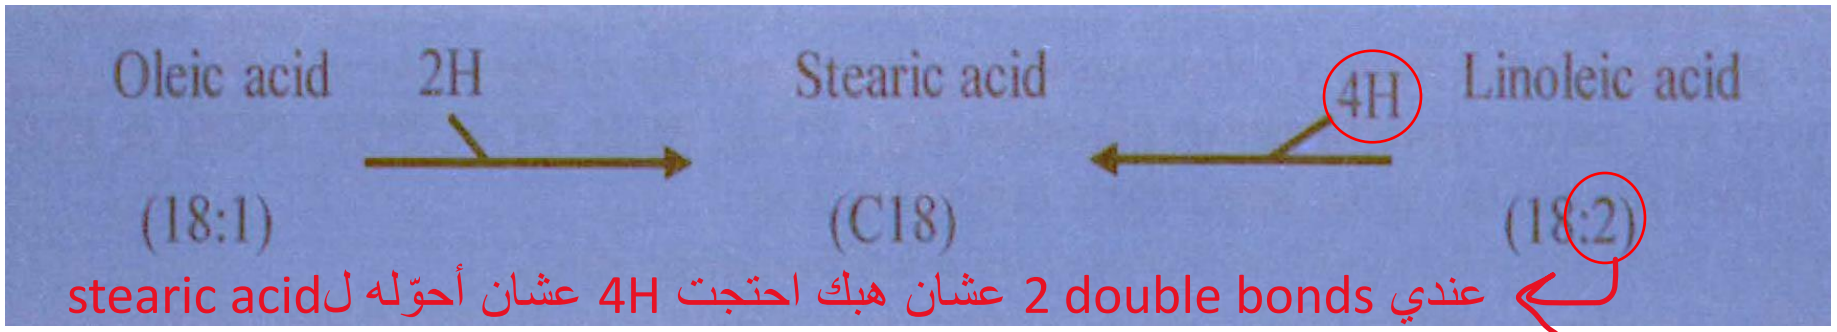 Oleic acid 2H Stearic acid 4H Linoleic acid
(18:1) (C18) (18:2)
عندي 2 double bonds عشان هبك احتجت 4H عشان أحوّله لstearic acid